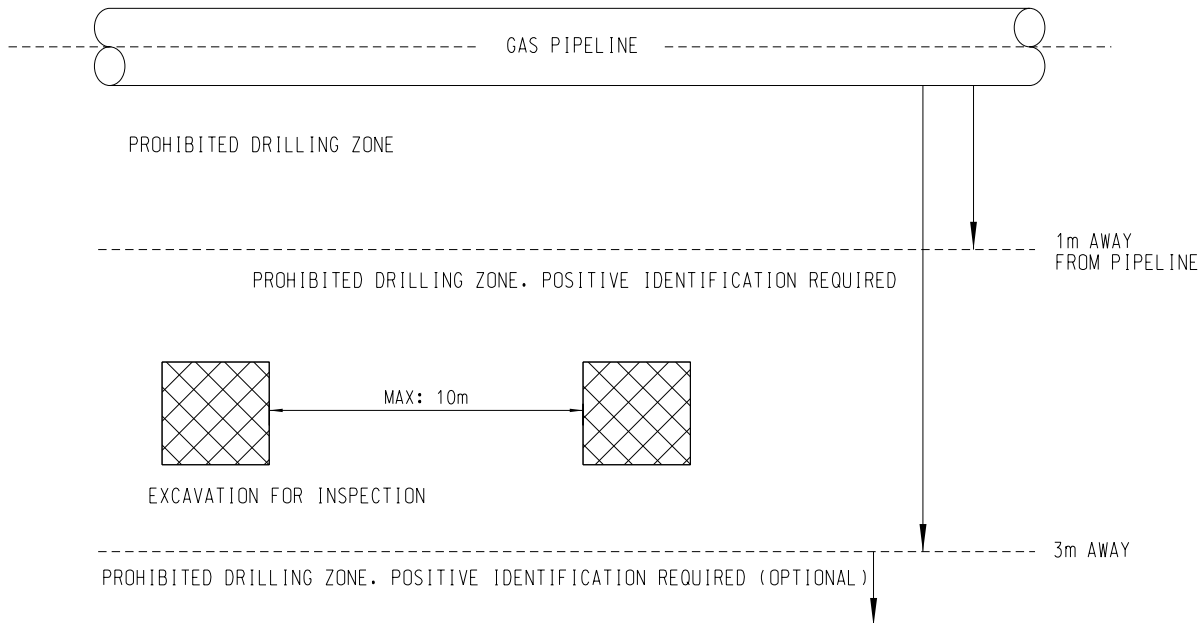 GAS PIPELINE
PROHIBITED DRILLING ZONE
1m AWAY
FROM PIPELINE
PROHIBITED DRILLING ZONE. POSITIVE IDENTIFICATION REQUIRED
MAX: 10m
EXCAVATION FOR INSPECTION
3m AWAY
PROHIBITED DRILLING ZONE. POSITIVE IDENTIFICATION REQUIRED (OPTIONAL)